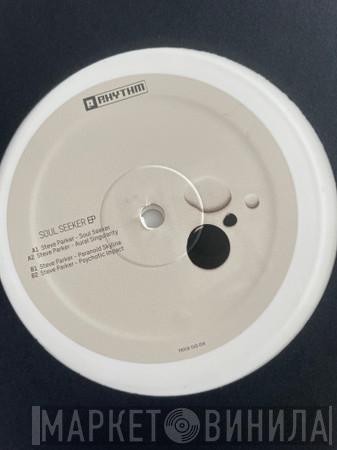 RHYTHM
SOUL SEEKER EP
A1 Steve Parker - Soul Seeker
A2 Steve Parker - Aural Singularity
B1 Steve Parker - Paranoid Skyline
B2 Steve Parker - Psychotic Impact
МАРКЕТ ВИНИЛА